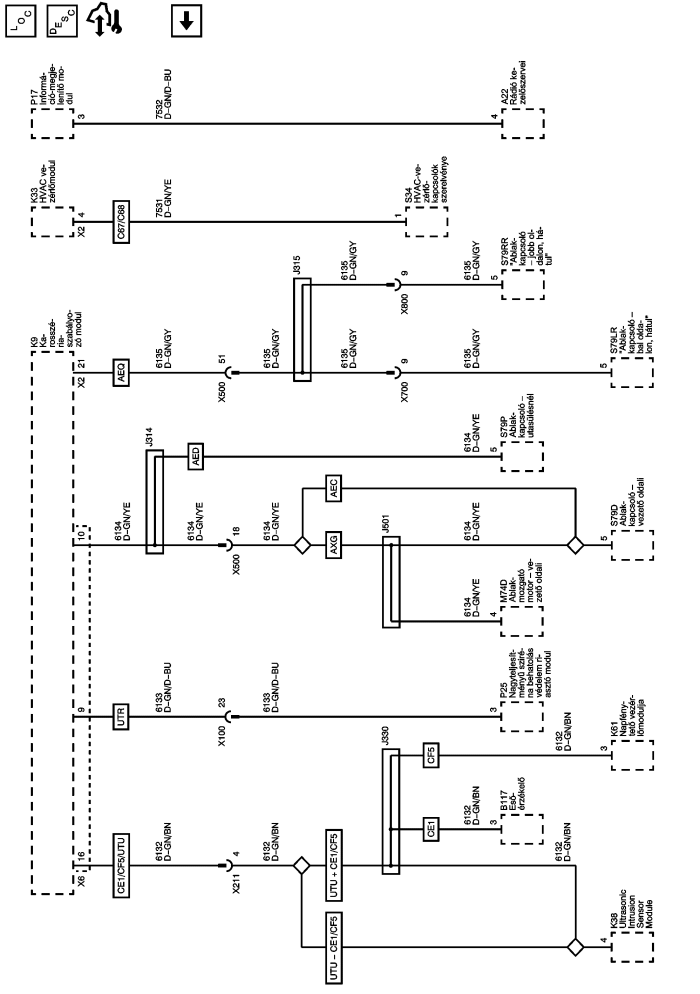 LOC
DESC
P17
Informá-
ció-megje-
lenítő mo-
dul
3
7532
D–GN/D–BU
4
A22
Rádió ke-
zelőszervei
K33
HVAC ve-
zérlőmodul
X2
4
C67/C68
7531
D–GN/YE
1
S34
HVAC-ve-
zérlő-
kapcsolók
szerelvénye
K9
Ka-
rosszé-
ria-
szabályo-
zó modul
X2
21
AEQ
6135
D–GN/GY
X500
51
6135
D–GN/GY
J315
6135
D–GN/GY
X800
9
6135
D–GN/GY
5
S79RR
"Ablak-
kapcsoló
– jobb ol-
dalon, há-
tul"
6135
D–GN/GY
X700
9
6135
D–GN/GY
5
S79LR
"Ablak-
kapcsoló –
bal olda-
lon, hátul"
10
6134
D–GN/YE
J314
AED
6134
D–GN/YE
5
S79P
Ablak-
kapcsoló –
utasülésnél
6134
D–GN/YE
X500
18
6134
D–GN/YE
AEC
AXG
J501
6134
D–GN/YE
5
S79D
Ablak-
kapcsoló –
vezető oldali
6134
D–GN/YE
4
M74D
Ablak-
mozgató
motor – ve-
zető oldali
9
UTR
6133
D–GN/D–BU
X100
23
6133
D–GN/D–BU
3
P25
Nagyteljesít-
ményű sziré-
na behatolás
védelem ri-
asztó modul
X6
16
CE1/CF5/UTU
6132
D–GN/BN
X211
4
6132
D–GN/BN
UTU + CE1/CF5
J330
CF5
6132
D–GN/BN
3
K61
Napfény-
tető vezér-
lőmodulja
CE1
6132
D–GN/BN
3
B117
Eső-
érzékelő
6132
D–GN/BN
UTU – CE1/CF5
4
K38
Ultrasonic
Intrusion
Sensor
Module